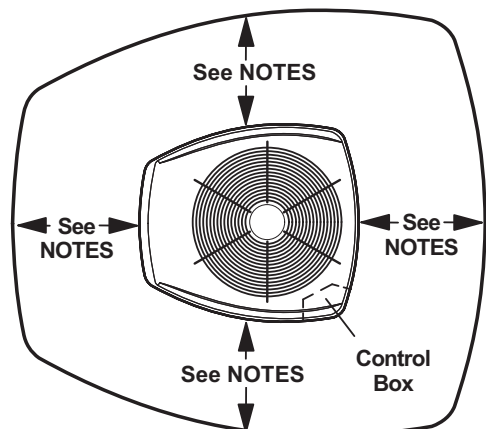 See NOTES
See
NOTES
See
NOTES
See NOTES
Control
Box